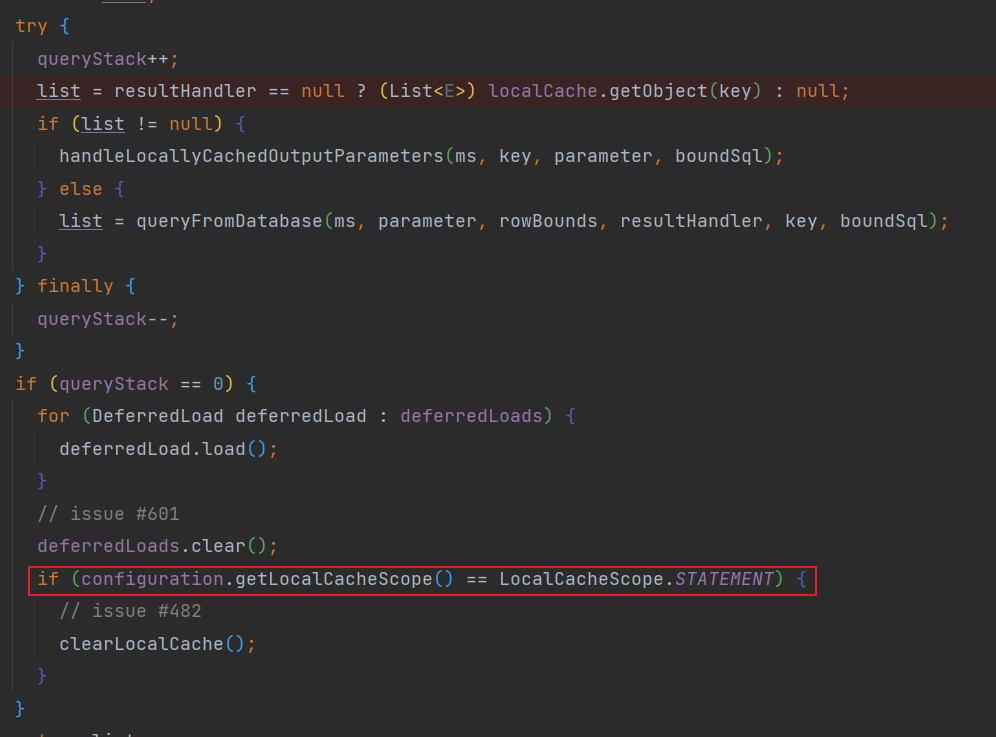 try {
queryStack++;
list = resultHandler == null ? (List<E>) localCache.getObject(key) : null;
if (list != null) {
handleLocallyCachedOutputParameters(ms, key, parameter, boundSql);
} else {
list = queryFromDatabase(ms, parameter, rowBounds, resultHandler, key, boundSql);
}
} finally {
queryStack--;
}
if (queryStack == 0) {
for (DeferredLoad deferredLoad : deferredLoads) {
deferredLoad.load();
}
// issue #601
deferredLoads.clear();
if (configuration.getLocalCacheScope() == LocalCacheScope.STATEMENT) {
// issue #482
clearLocalCache();
}
}